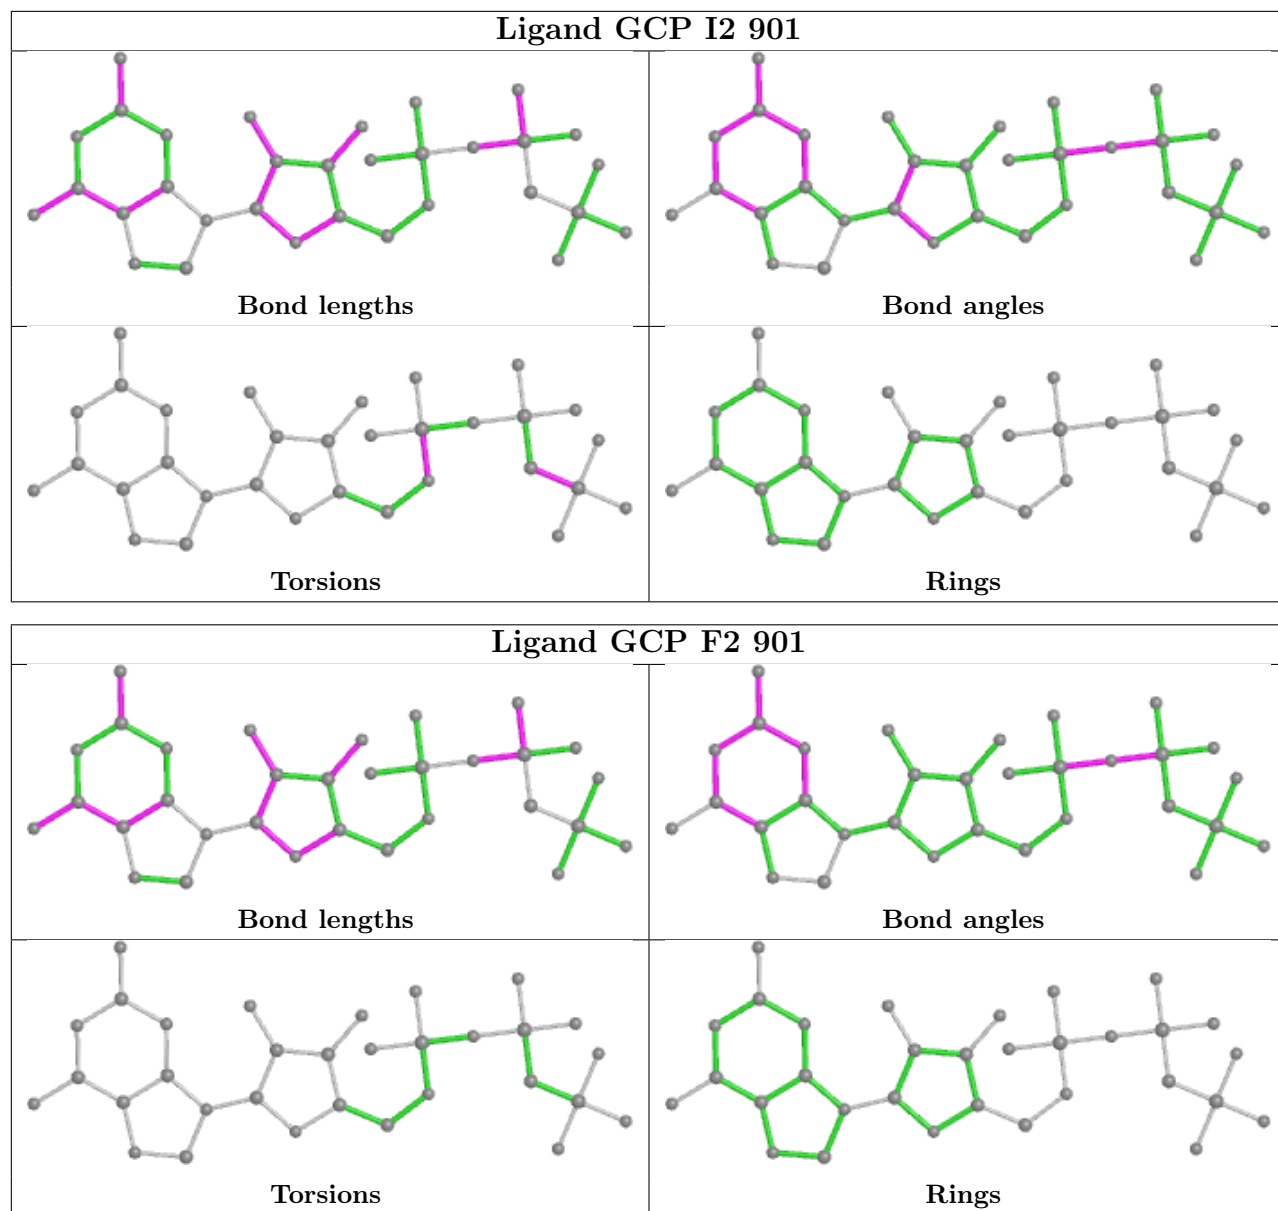 Ligand GCP I2 901
Bond lengths
Bond angles
Torsions
Rings
Ligand GCP F2 901
Bond lengths
Bond angles
Torsions
Rings